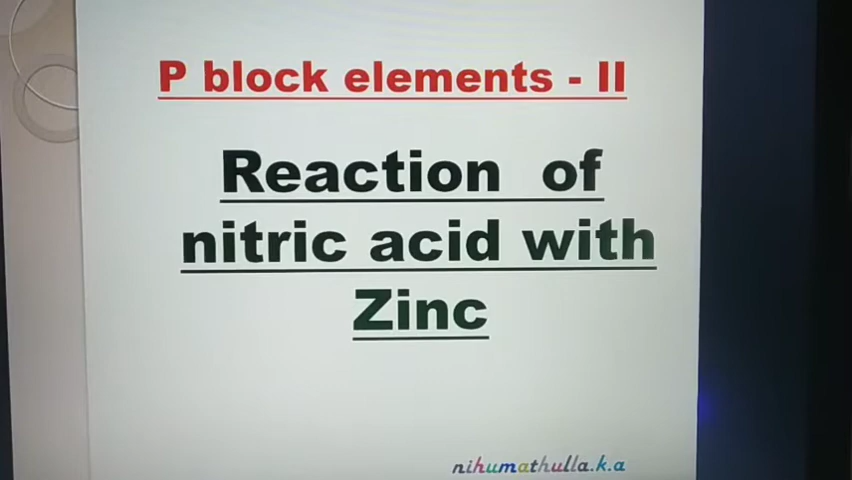 P block elements - II
Reaction of
nitric acid with
Zinc
nihumathulla.k.a